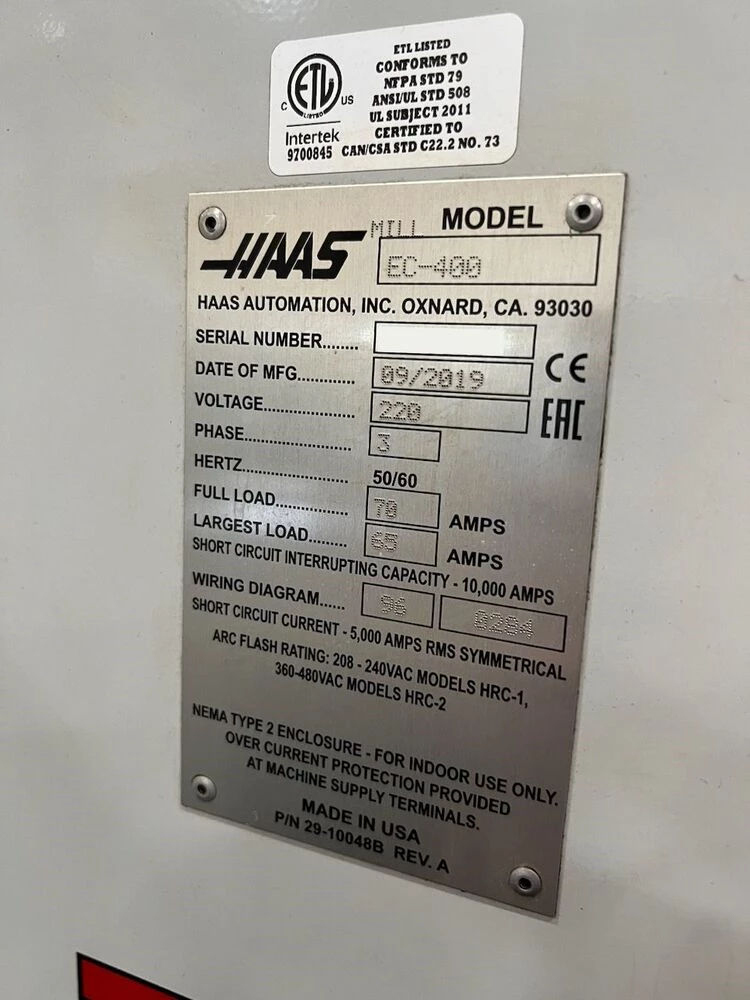 ETL LISTED
CONFORMS TO
NFPA STD 79
ANSI/UL STD 508
UL SUBJECT 2011
CERTIFIED TO
CAN/CSA STD C22.2 NO. 73
C ETL US
LISTED
Intertek
9700845
HAAS
MILL MODEL
EC-400
HAAS AUTOMATION, INC. OXNARD, CA. 93030
SERIAL NUMBER........
DATE OF MFG............. 09/2019 CE
VOLTAGE.................... 220 EAC
PHASE........................ 3
HERTZ........................ 50/60
FULL LOAD................. 70 AMPS
LARGEST LOAD......... 65 AMPS
SHORT CIRCUIT INTERRUPTING CAPACITY - 10,000 AMPS
WIRING DIAGRAM...... 96 0284
SHORT CIRCUIT CURRENT - 5,000 AMPS RMS SYMMETRICAL
ARC FLASH RATING: 208 - 240VAC MODELS HRC-1,
360-480VAC MODELS HRC-2
NEMA TYPE 2 ENCLOSURE - FOR INDOOR USE ONLY.
OVER CURRENT PROTECTION PROVIDED
AT MACHINE SUPPLY TERMINALS.
MADE IN USA
P/N 29-10048B REV. A